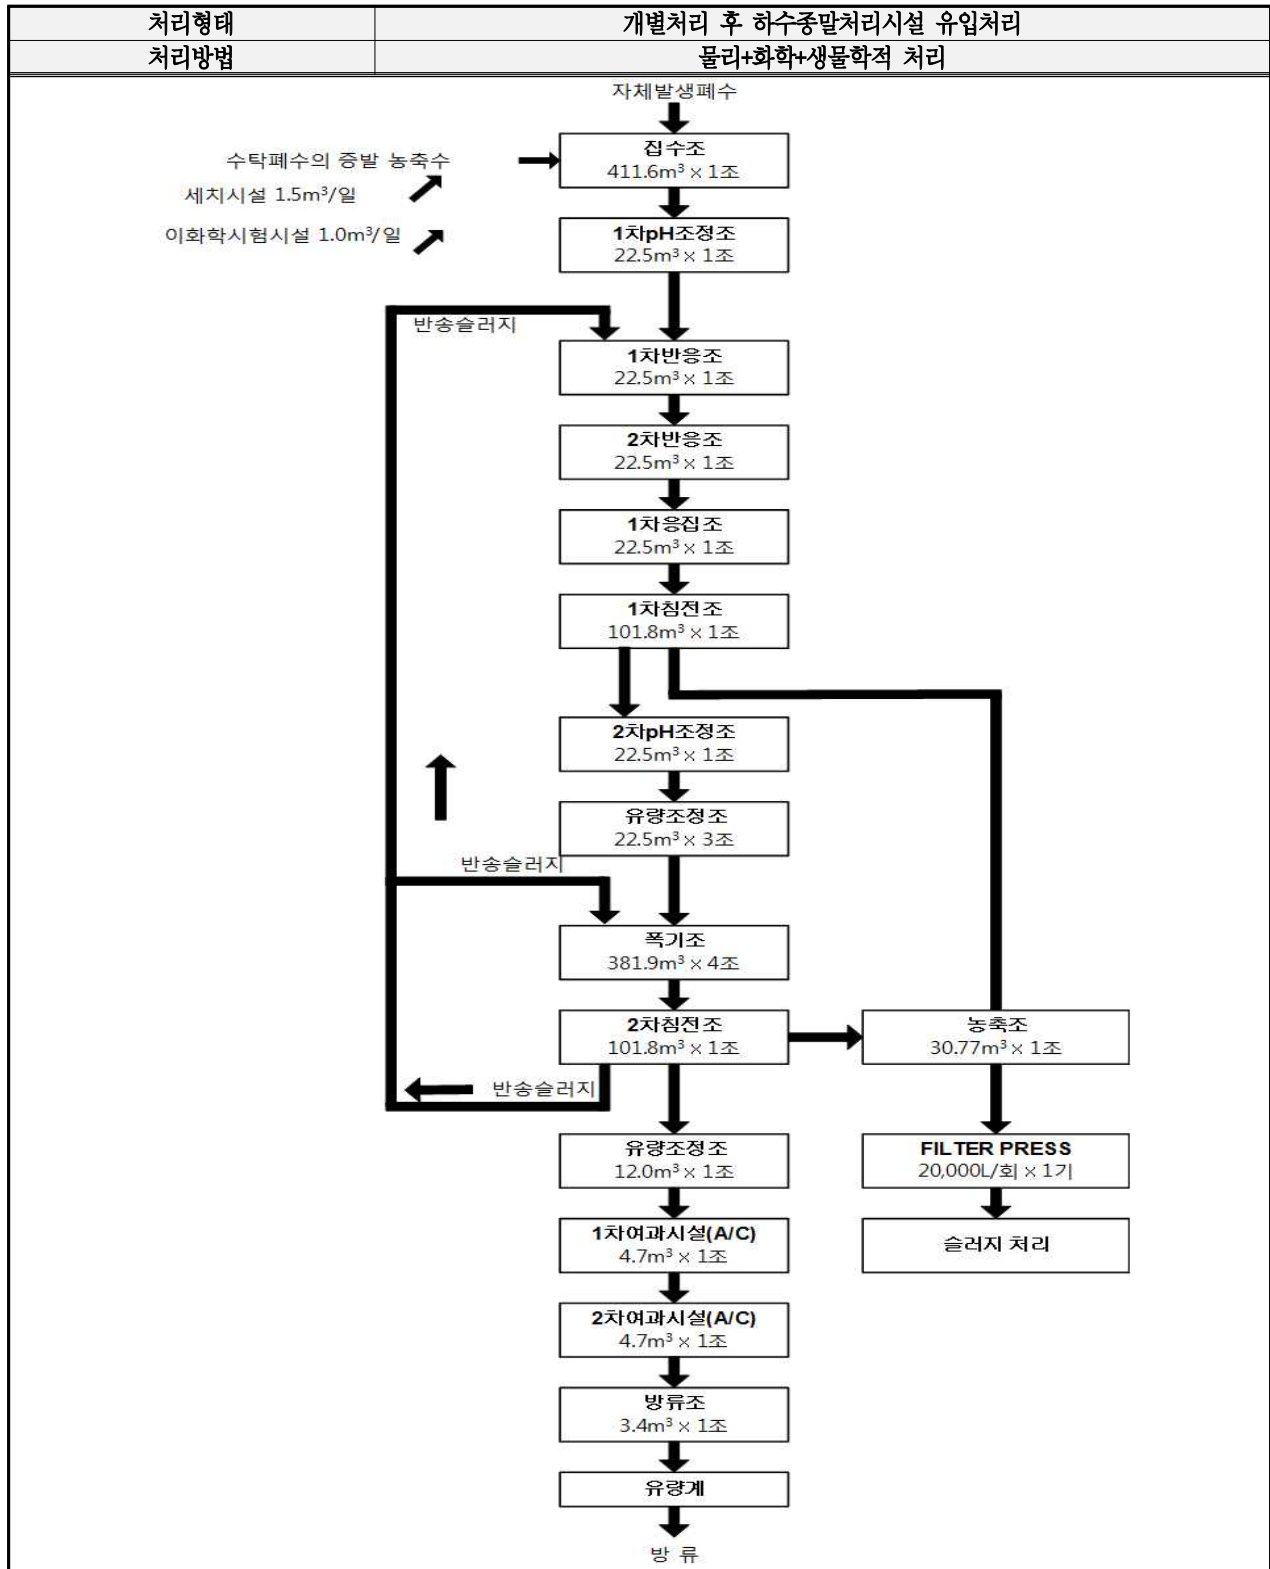 처리형태 개별처리 후 하수종말처리시설 유입처리
처리방법 물리+화학+생물학적 처리
자체발생폐수
집수조
411.6m³ × 1조
수탁폐수의 증발 농축수
세치시설 1.5m³/일
이화학시험시설 1.0m³/일
1차pH조정조
22.5m³ × 1조
반송슬러지
1차반응조
22.5m³ × 1조
2차반응조
22.5m³ × 1조
1차응집조
22.5m³ × 1조
1차침전조
101.8m³ × 1조
2차pH조정조
22.5m³ × 1조
유량조정조
22.5m³ × 3조
반송슬러지
폭기조
381.9m³ × 4조
2차침전조
101.8m³ × 1조
농축조
30.77m³ × 1조
반송슬러지
유량조정조
12.0m³ × 1조
FILTER PRESS
20,000L/회 × 1기
1차여과시설(A/C)
4.7m³ × 1조
슬러지 처리
2차여과시설(A/C)
4.7m³ × 1조
방류조
3.4m³ × 1조
유량계
방 류